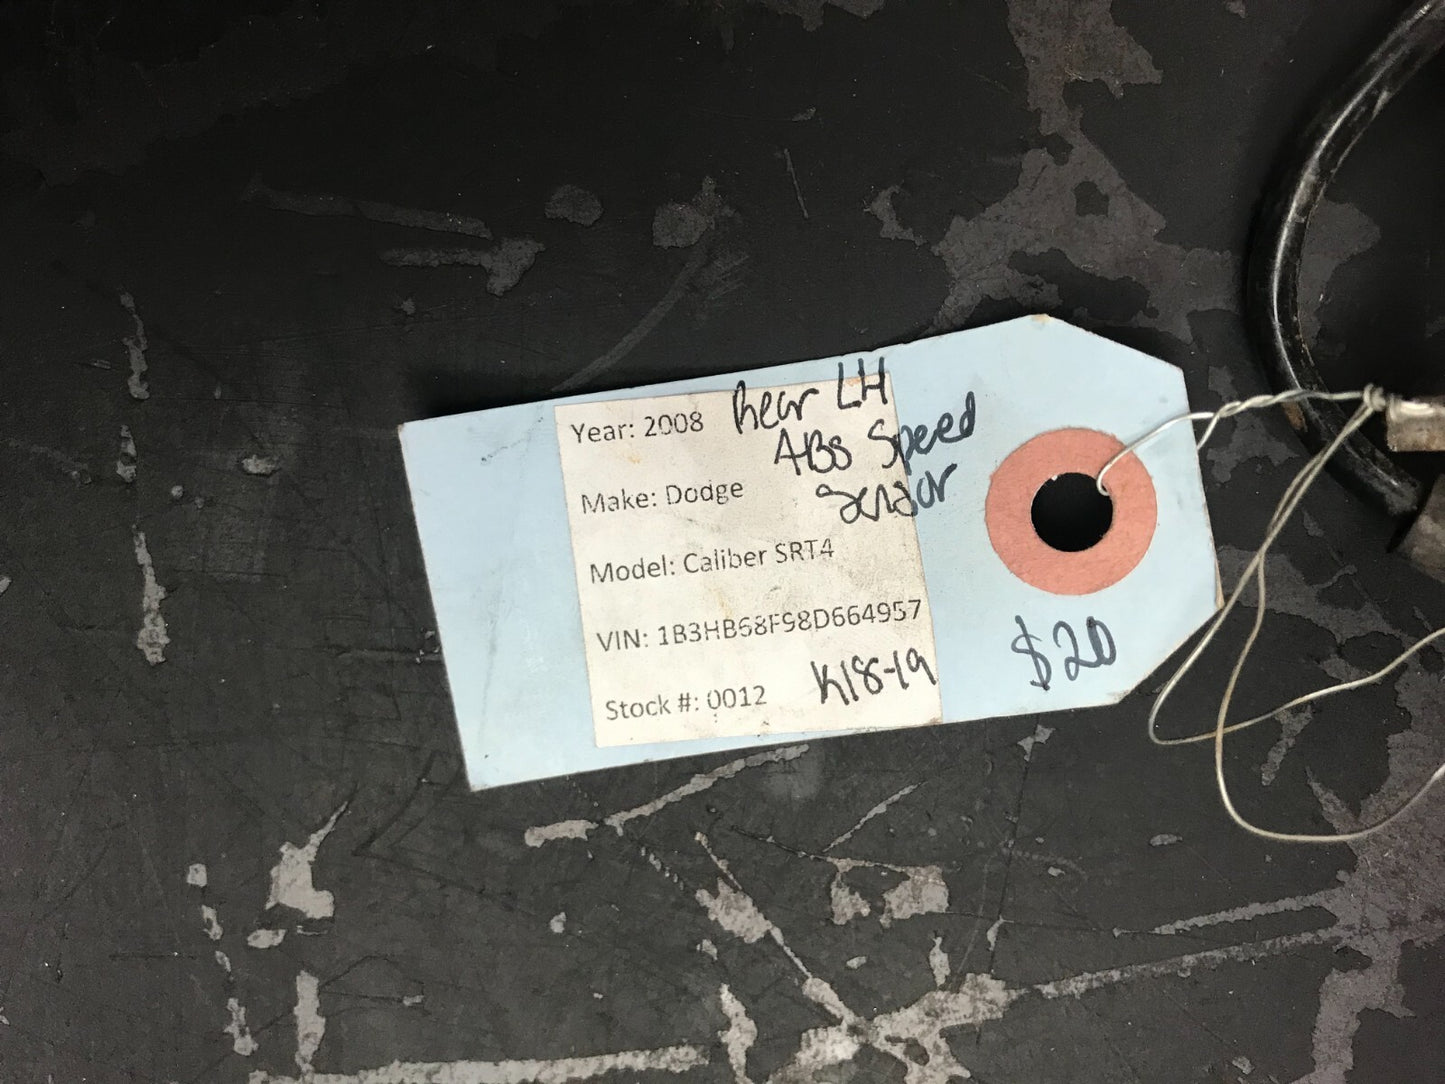 Year: 2008
Rear LH
ABS Speed
Sensor
Make: Dodge
Model: Caliber SRT4
VIN: 1B3HB68F98D664957
Stock #: 0012
K18-19
$20